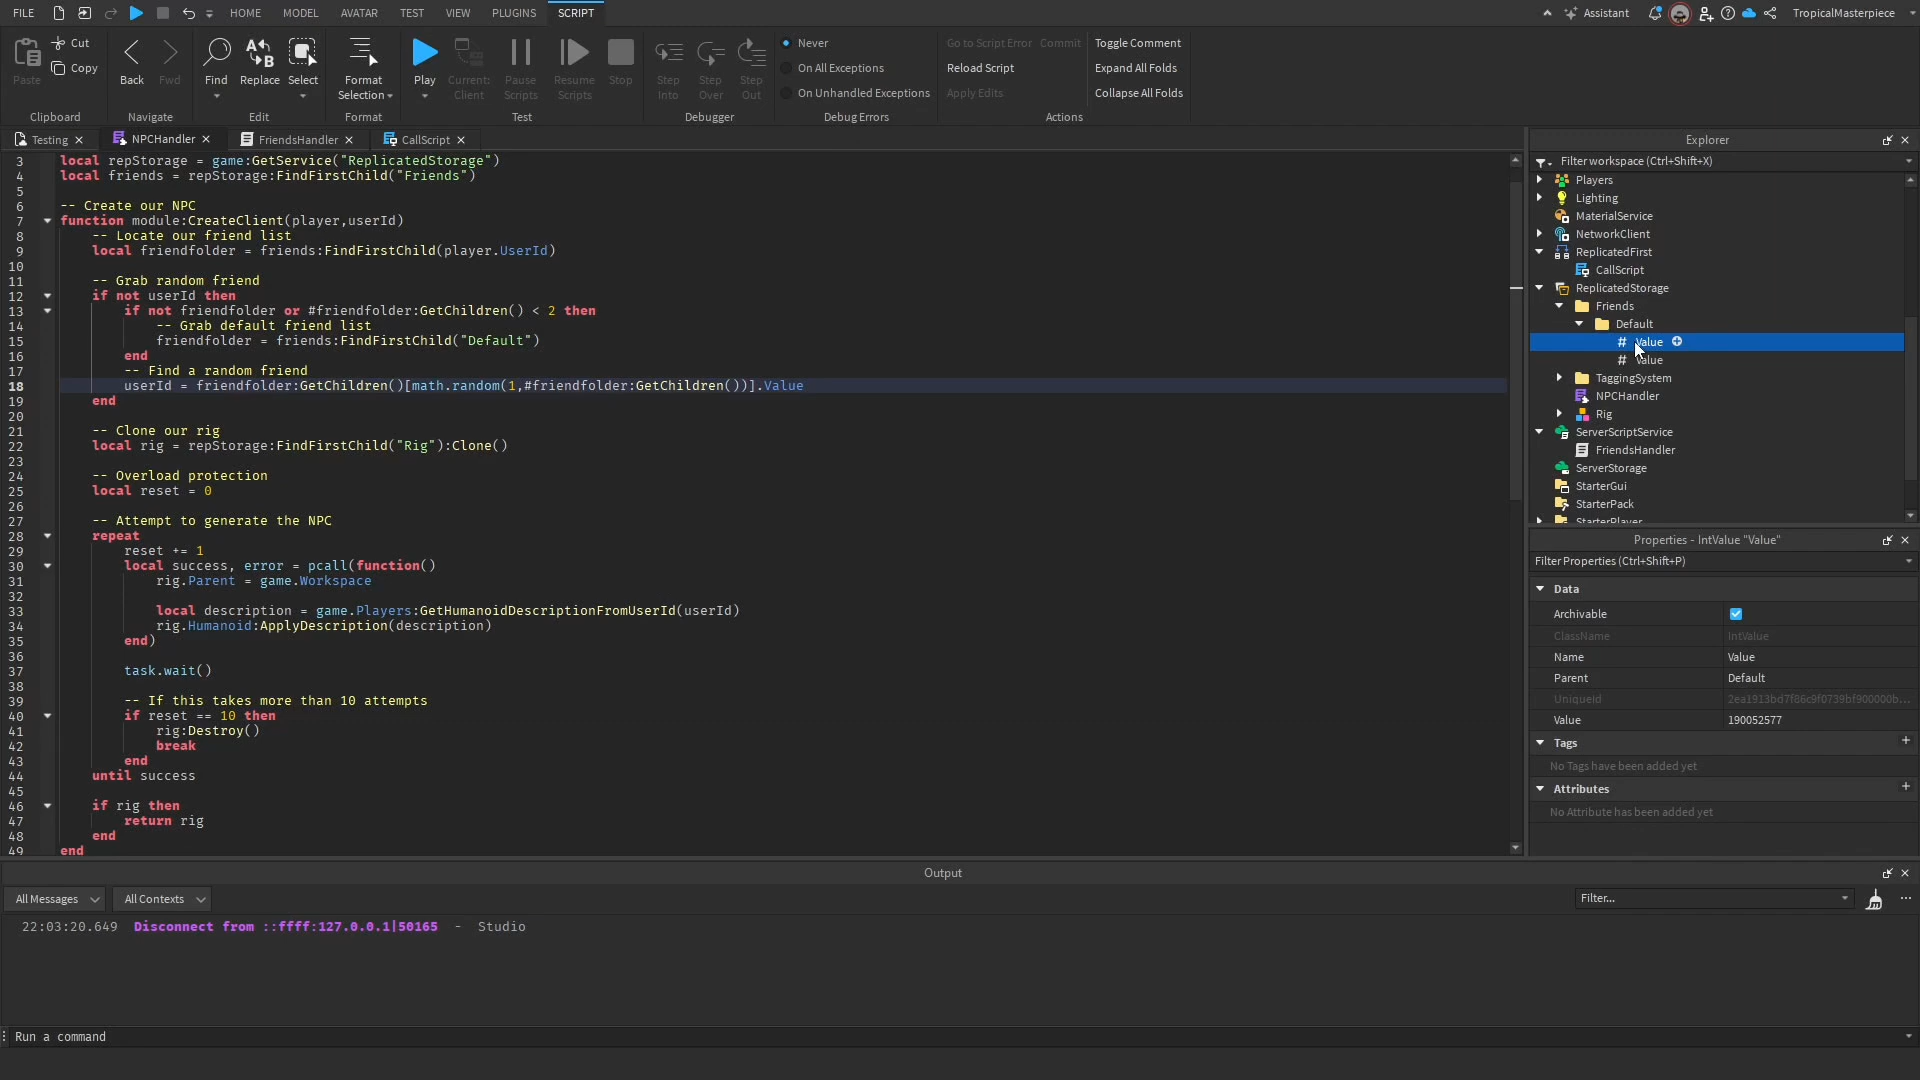 FILE HOME MODEL AVATAR TEST VIEW PLUGINS SCRIPT Assistant TropicalMasterpiece
Paste Cut Copy Clipboard
Back Fwd Navigate
Find Replace Select Edit
Format Selection Format
Play Current: Client Pause Scripts Resume Scripts Stop Test
Step Into Step Over Step Out Debugger
Never
On All Exceptions
On Unhandled Exceptions
Debug Errors
Go to Script Error Commit Toggle Comment
Reload Script Expand All Folds
Apply Edits Collapse All Folds
Actions
Testing NPCHandler FriendsHandler CallScript
3 local repStorage = game:GetService("ReplicatedStorage")
4 local friends = repStorage:FindFirstChild("Friends")
5
6 -- Create our NPC
7 function module:CreateClient(player,userId)
8 -- Locate our friend list
9 local friendfolder = friends:FindFirstChild(player.UserId)
10
11 -- Grab random friend
12 if not userId then
13 if not friendfolder or #friendfolder:GetChildren() < 2 then
14 -- Grab default friend list
15 friendfolder = friends:FindFirstChild("Default")
16 end
17 -- Find a random friend
18 userId = friendfolder:GetChildren()[math.random(1,#friendfolder:GetChildren())].Value
19 end
20
21 -- Clone our rig
22 local rig = repStorage:FindFirstChild("Rig"):Clone()
23
24 -- Overload protection
25 local reset = 0
26
27 -- Attempt to generate the NPC
28 repeat
29 reset += 1
30 local success, error = pcall(function()
31 rig.Parent = game.Workspace
32
33 local description = game.Players:GetHumanoidDescriptionFromUserId(userId)
34 rig.Humanoid:ApplyDescription(description)
35 end)
36
37 task.wait()
38
39 -- If this takes more than 10 attempts
40 if reset == 10 then
41 rig:Destroy()
42 break
43 end
44 until success
45
46 if rig then
47 return rig
48 end
49 end
Explorer
Filter workspace (Ctrl+Shift+X)
Players
Lighting
MaterialService
NetworkClient
ReplicatedFirst
CallScript
ReplicatedStorage
Friends
Default
# Value
# Value
TaggingSystem
NPCHandler
Rig
ServerScriptService
FriendsHandler
ServerStorage
StarterGui
StarterPack
StarterPlayer
Properties - IntValue "Value"
Filter Properties (Ctrl+Shift+P)
Data
Archivable
ClassName IntValue
Name Value
Parent Default
UniqueId
Value 190052577
Tags +
No Tags have been added yet
Attributes +
No Attribute has been added yet
Output
All Messages All Contexts Filter...
22:03:20.649 Disconnect from ::ffff:127.0.0.1|50165 - Studio
Run a command